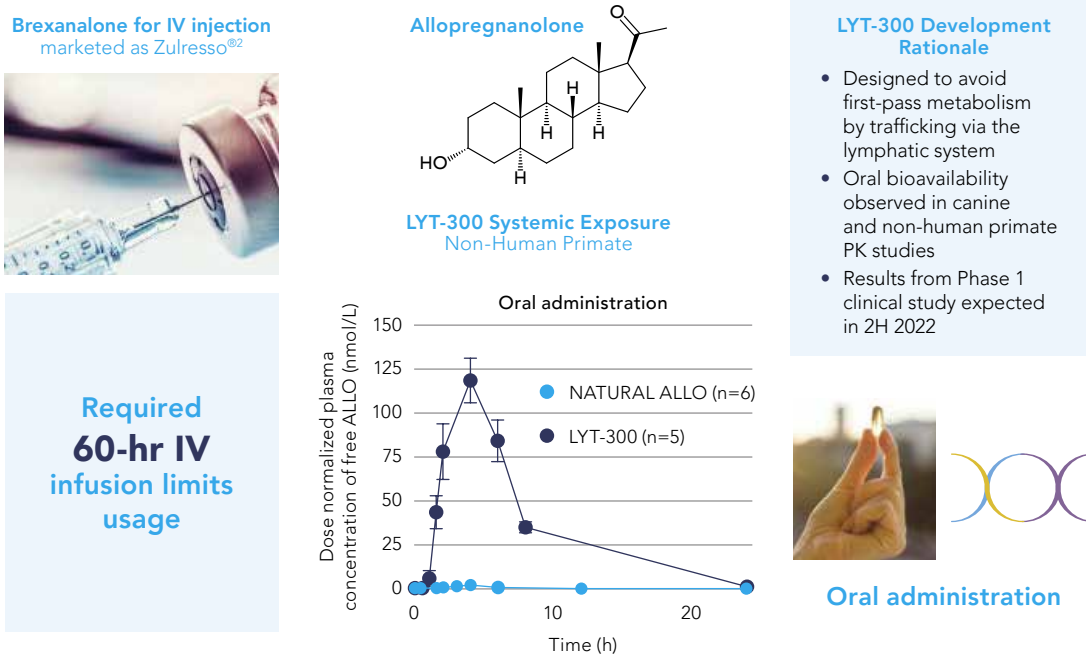 Brexanalone for IV injection
marketed as Zulresso®2
Required
60-hr IV
infusion limits
usage
Allopregnanolone
O
H
H
H
H
HO
LYT-300 Systemic Exposure
Non-Human Primate
Oral administration
Dose normalized plasma
concentration of free ALLO (nmol/L)
150
125
100
75
50
25
0
NATURAL ALLO (n=6)
LYT-300 (n=5)
0
10
20
Time (h)
LYT-300 Development
Rationale
• Designed to avoid
first-pass metabolism
by trafficking via the
lymphatic system
• Oral bioavailability
observed in canine
and non-human primate
PK studies
• Results from Phase 1
clinical study expected
in 2H 2022
Oral administration